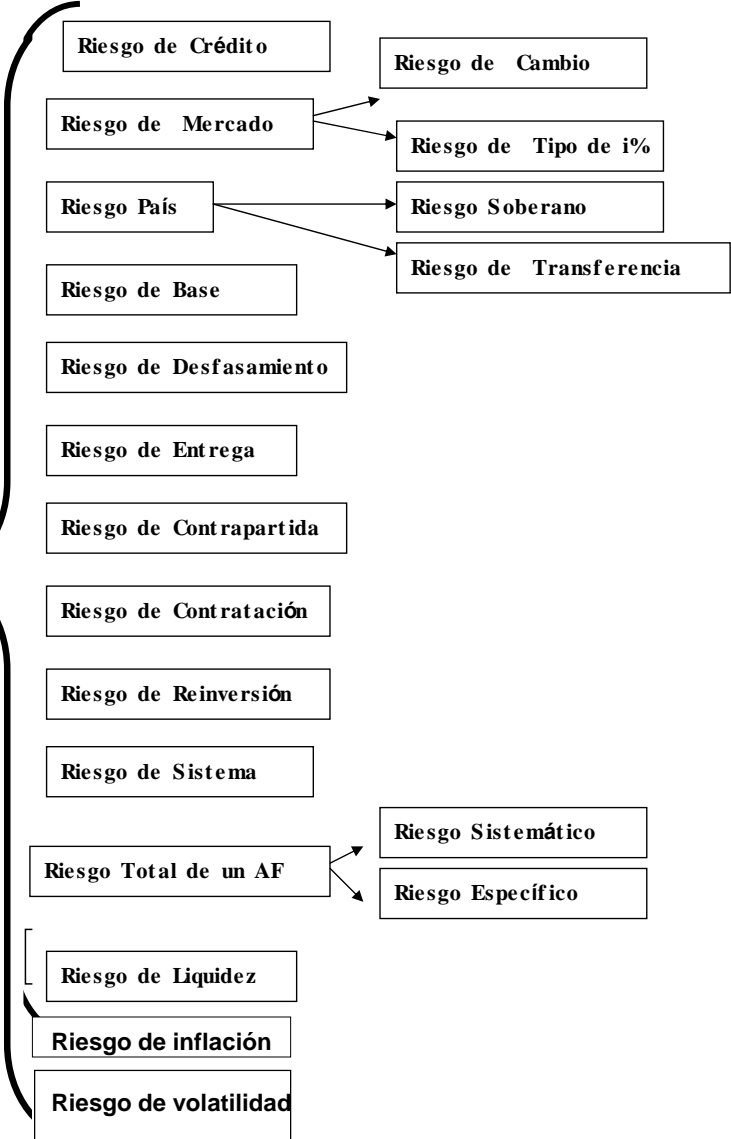 Riesgo de Crédito
Riesgo de Cambio
Riesgo de Mercado
Riesgo de Tipo de i%
Riesgo País
Riesgo Soberano
Riesgo de Transferencia
Riesgo de Base
Riesgo de Desfasamiento
Riesgo de Entrega
Riesgo de Contrapartida
Riesgo de Contratación
Riesgo de Reinversión
Riesgo de Sistema
Riesgo Sistemático
Riesgo Total de un AF
Riesgo Específico
Riesgo de Liquidez
Riesgo de inflación
Riesgo de volatilidad